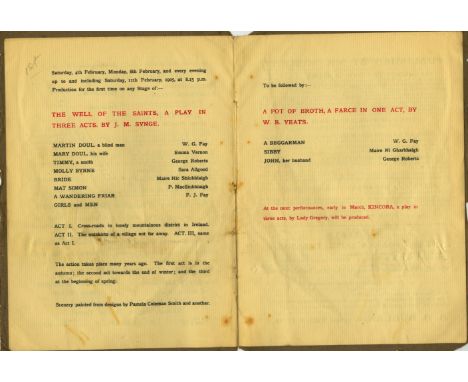 Saturday, 4th February, Monday, 6th February, and every evening
up to and including Saturday, 11th February, 1905, at 8.15 p.m.
Production for the first time on any Stage of:—
THE WELL OF THE SAINTS, A PLAY IN
THREE ACTS. BY J. M. SYNGE.
MARTIN DOUL, a blind man W. G. Fay
MARY DOUL, his wife Emma Vernon
TIMMY, a smith George Roberts
MOLLY BYRNE Sara Allgood
BRIDE Maire Nic Shiubhlaigh
MAT SIMON P. MacSiubhlaigh
A WANDERING FRIAR F. J. Fay
GIRLS and MEN
ACT I. Cross-roads in lonely mountainous district in Ireland.
ACT II. The outskirts of a village not far away. ACT. III, same
as Act I.
The action takes place many years ago. The first act is in the
autumn; the second act towards the end of winter; and the third
at the beginning of spring.
Scenery painted from designs by Pamela Coleman Smith and another.
To be followed by:—
A POT OF BROTH, A FARCE IN ONE ACT, BY
W. B. YEATS.
A BEGGARMAN W. G. Fay
SIBBY Maire Ni Gharbhaigh
JOHN, her husband George Roberts
At the next performances, early in March, KINCORA, a play in
three acts, by Lady Gregory, will be produced.